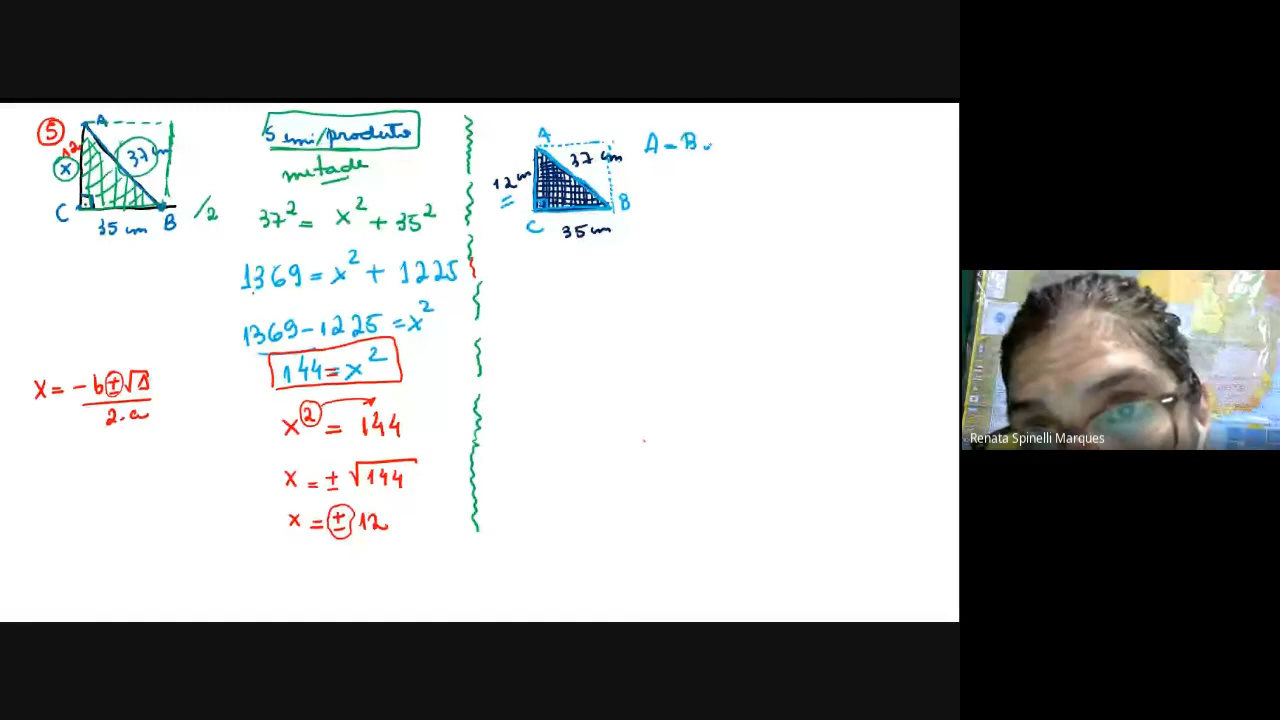 5
A
12
x
37 cm
C
B
35 cm
/2
Semi/produto
metade
37² = x² + 35²
1369 = x² + 1225
1369 - 1225 = x²
144 = x²
x² = 144
x = ± √144
x = ± 12
x = -b ± √Δ
2.a
A
37 cm
12 cm
=
C
B
35 cm
A = B.
Renata Spinelli Marques